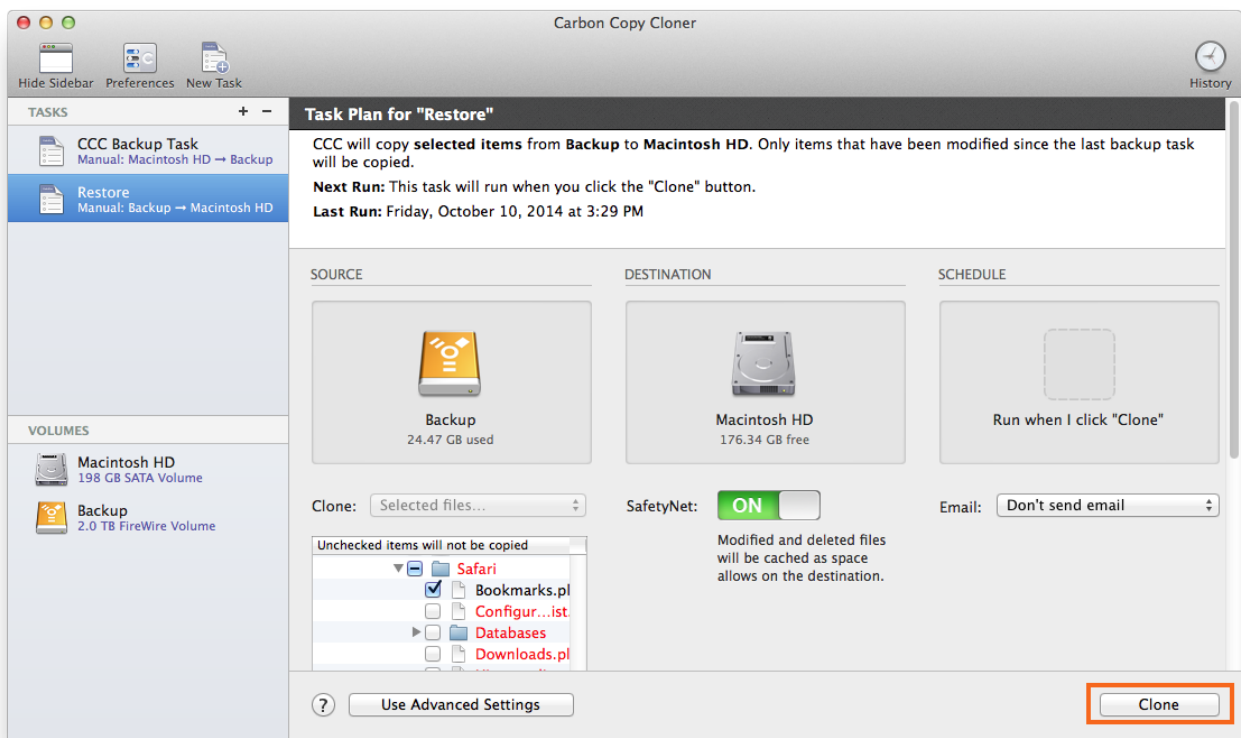 Carbon Copy Cloner
Hide Sidebar Preferences New Task
History
TASKS + −
CCC Backup Task
Manual: Macintosh HD → Backup
Restore
Manual: Backup → Macintosh HD
VOLUMES
Macintosh HD
198 GB SATA Volume
Backup
2.0 TB FireWire Volume
Task Plan for "Restore"
CCC will copy selected items from Backup to Macintosh HD. Only items that have been modified since the last backup task
will be copied.
Next Run: This task will run when you click the "Clone" button.
Last Run: Friday, October 10, 2014 at 3:29 PM
SOURCE
Backup
24.47 GB used
Clone: Selected files...
Unchecked items will not be copied
Safari
Bookmarks.pl
Configur...ist
Databases
Downloads.pl
DESTINATION
Macintosh HD
176.34 GB free
SafetyNet: ON
Modified and deleted files
will be cached as space
allows on the destination.
SCHEDULE
Run when I click "Clone"
Email: Don't send email
? Use Advanced Settings
Clone